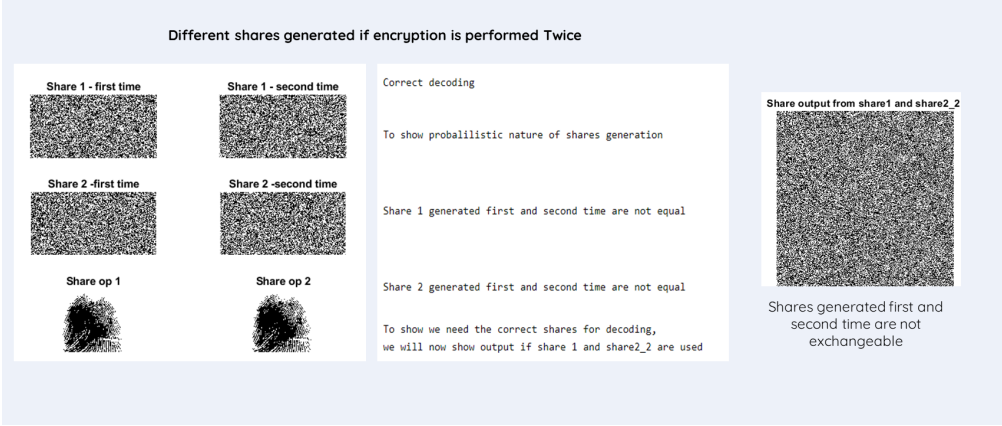 Different shares generated if encryption is performed Twice
Share 1 - first time
Share 1 - second time
Share 2 -first time
Share 2 -second time
Share op 1
Share op 2
Correct decoding
To show probalilistic nature of shares generation
Share 1 generated first and second time are not equal
Share 2 generated first and second time are not equal
To show we need the correct shares for decoding,
we will now show output if share 1 and share2_2 are used
Share output from share1 and share2_2
Shares generated first and
second time are not
exchangeable